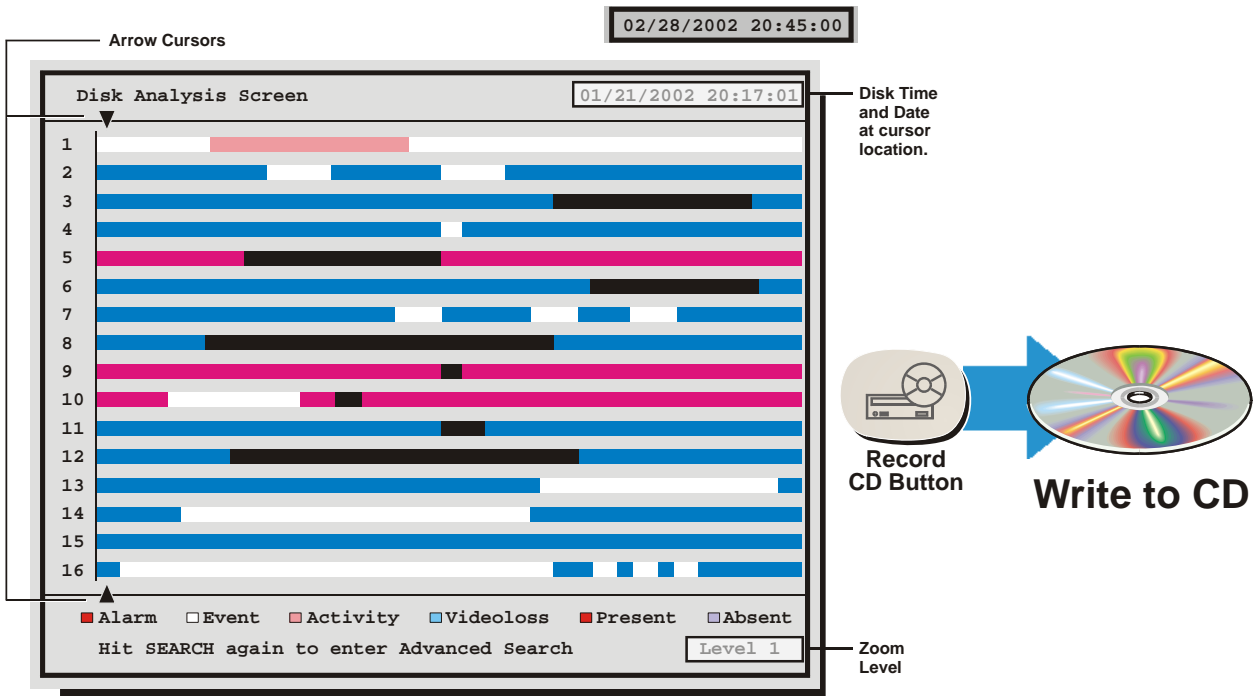 02/28/2002 20:45:00
Arrow Cursors
Disk Analysis Screen
01/21/2002 20:17:01
Disk Time
and Date
at cursor
location.
1
2
3
4
5
6
7
8
9
10
11
12
13
14
15
16
Record
CD Button
Write to CD
Alarm Event Activity Videoloss Present Absent
Hit SEARCH again to enter Advanced Search
Level 1
Zoom
Level